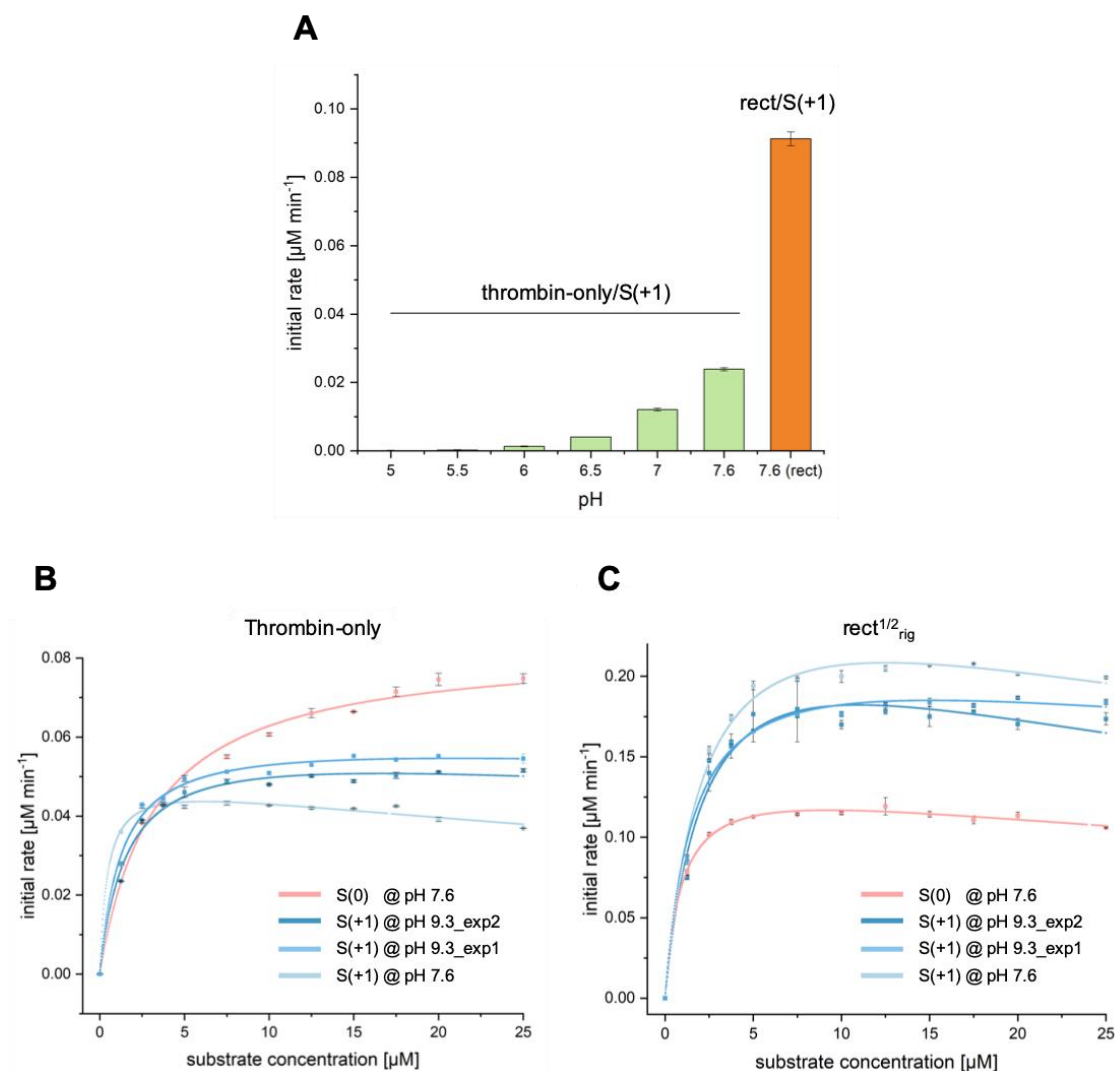 A
rect/S(+1)
thrombin-only/S(+1)
initial rate [µM min⁻¹]
0.10
0.08
0.06
0.04
0.02
0.00
5 5.5 6 6.5 7 7.6 7.6 (rect)
pH
B
Thrombin-only
initial rate [µM min⁻¹]
0.08
0.06
0.04
0.02
0.00
S(0) @ pH 7.6
S(+1) @ pH 9.3_exp2
S(+1) @ pH 9.3_exp1
S(+1) @ pH 7.6
0 5 10 15 20 25
substrate concentration [µM]
C
rect¹ᐟ²rig
initial rate [µM min⁻¹]
0.20
0.15
0.10
0.05
0.00
S(0) @ pH 7.6
S(+1) @ pH 9.3_exp2
S(+1) @ pH 9.3_exp1
S(+1) @ pH 7.6
0 5 10 15 20 25
substrate concentration [µM]